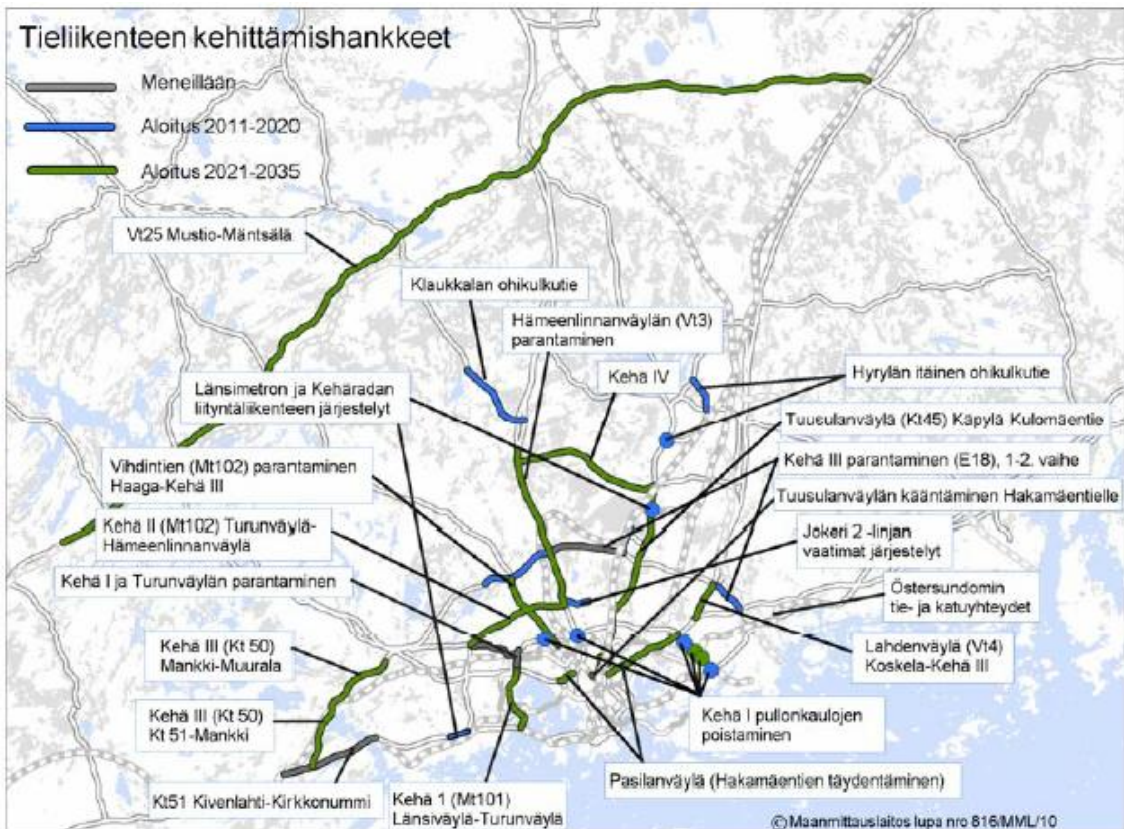 Tieliikenteen kehittämishankkeet
Meneillään
Aloitus 2011-2020
Aloitus 2021-2035
Vt25 Mustio-Mäntsälä
Klaukkalan ohikulkutie
Hämeenlinnanväylän (Vt3)
parantaminen
Kehä IV
Hyrylän itäinen ohikulkutie
Länsimetron ja Kehäradan
liityntäliikenteen järjestelyt
Tuusulanväylä (Kt45) Käpylä Kulomäentie
Vihdintien (Mt102) parantaminen
Haaga-Kehä III
Kehä III parantaminen (E18), 1-2. vaihe
Tuusulanväylän kääntäminen Hakamäentielle
Kehä II (Mt102) Turunväylä-
Hämeenlinnanväylä
Jokeri 2 -linjan
vaatimat järjestelyt
Kehä I ja Turunväylän parantaminen
Östersundomin
tie- ja katuyhteydet
Kehä III (Kt 50)
Mankki-Muurala
Lahdenväylä (Vt4)
Koskela-Kehä III
Kehä III (Kt 50)
Kt 51-Mankki
Kehä I pullonkaulojen
poistaminen
Pasilanväylä (Hakamäentien täydentäminen)
Kt51 Kivenlahti-Kirkkonummi
Kehä 1 (Mt101)
Länsiväylä-Turunväylä
© Maanmittauslaitos lupa nro 816/MML/10